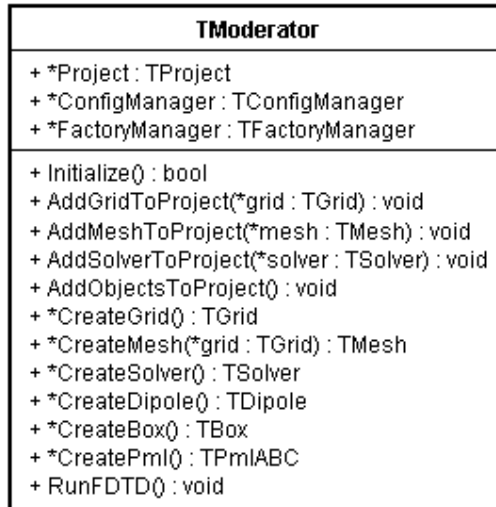 TModerator
+ *Project : TProject
+ *ConfigManager : TConfigManager
+ *FactoryManager : TFactoryManager
+ Initialize() : bool
+ AddGridToProject(*grid : TGrid) : void
+ AddMeshToProject(*mesh : TMesh) : void
+ AddSolverToProject(*solver : TSolver) : void
+ AddObjectsToProject() : void
+ *CreateGrid() : TGrid
+ *CreateMesh(*grid : TGrid) : TMesh
+ *CreateSolver() : TSolver
+ *CreateDipole() : TDipole
+ *CreateBox() : TBox
+ *CreatePml() : TPmlABC
+ RunFDTD() : void